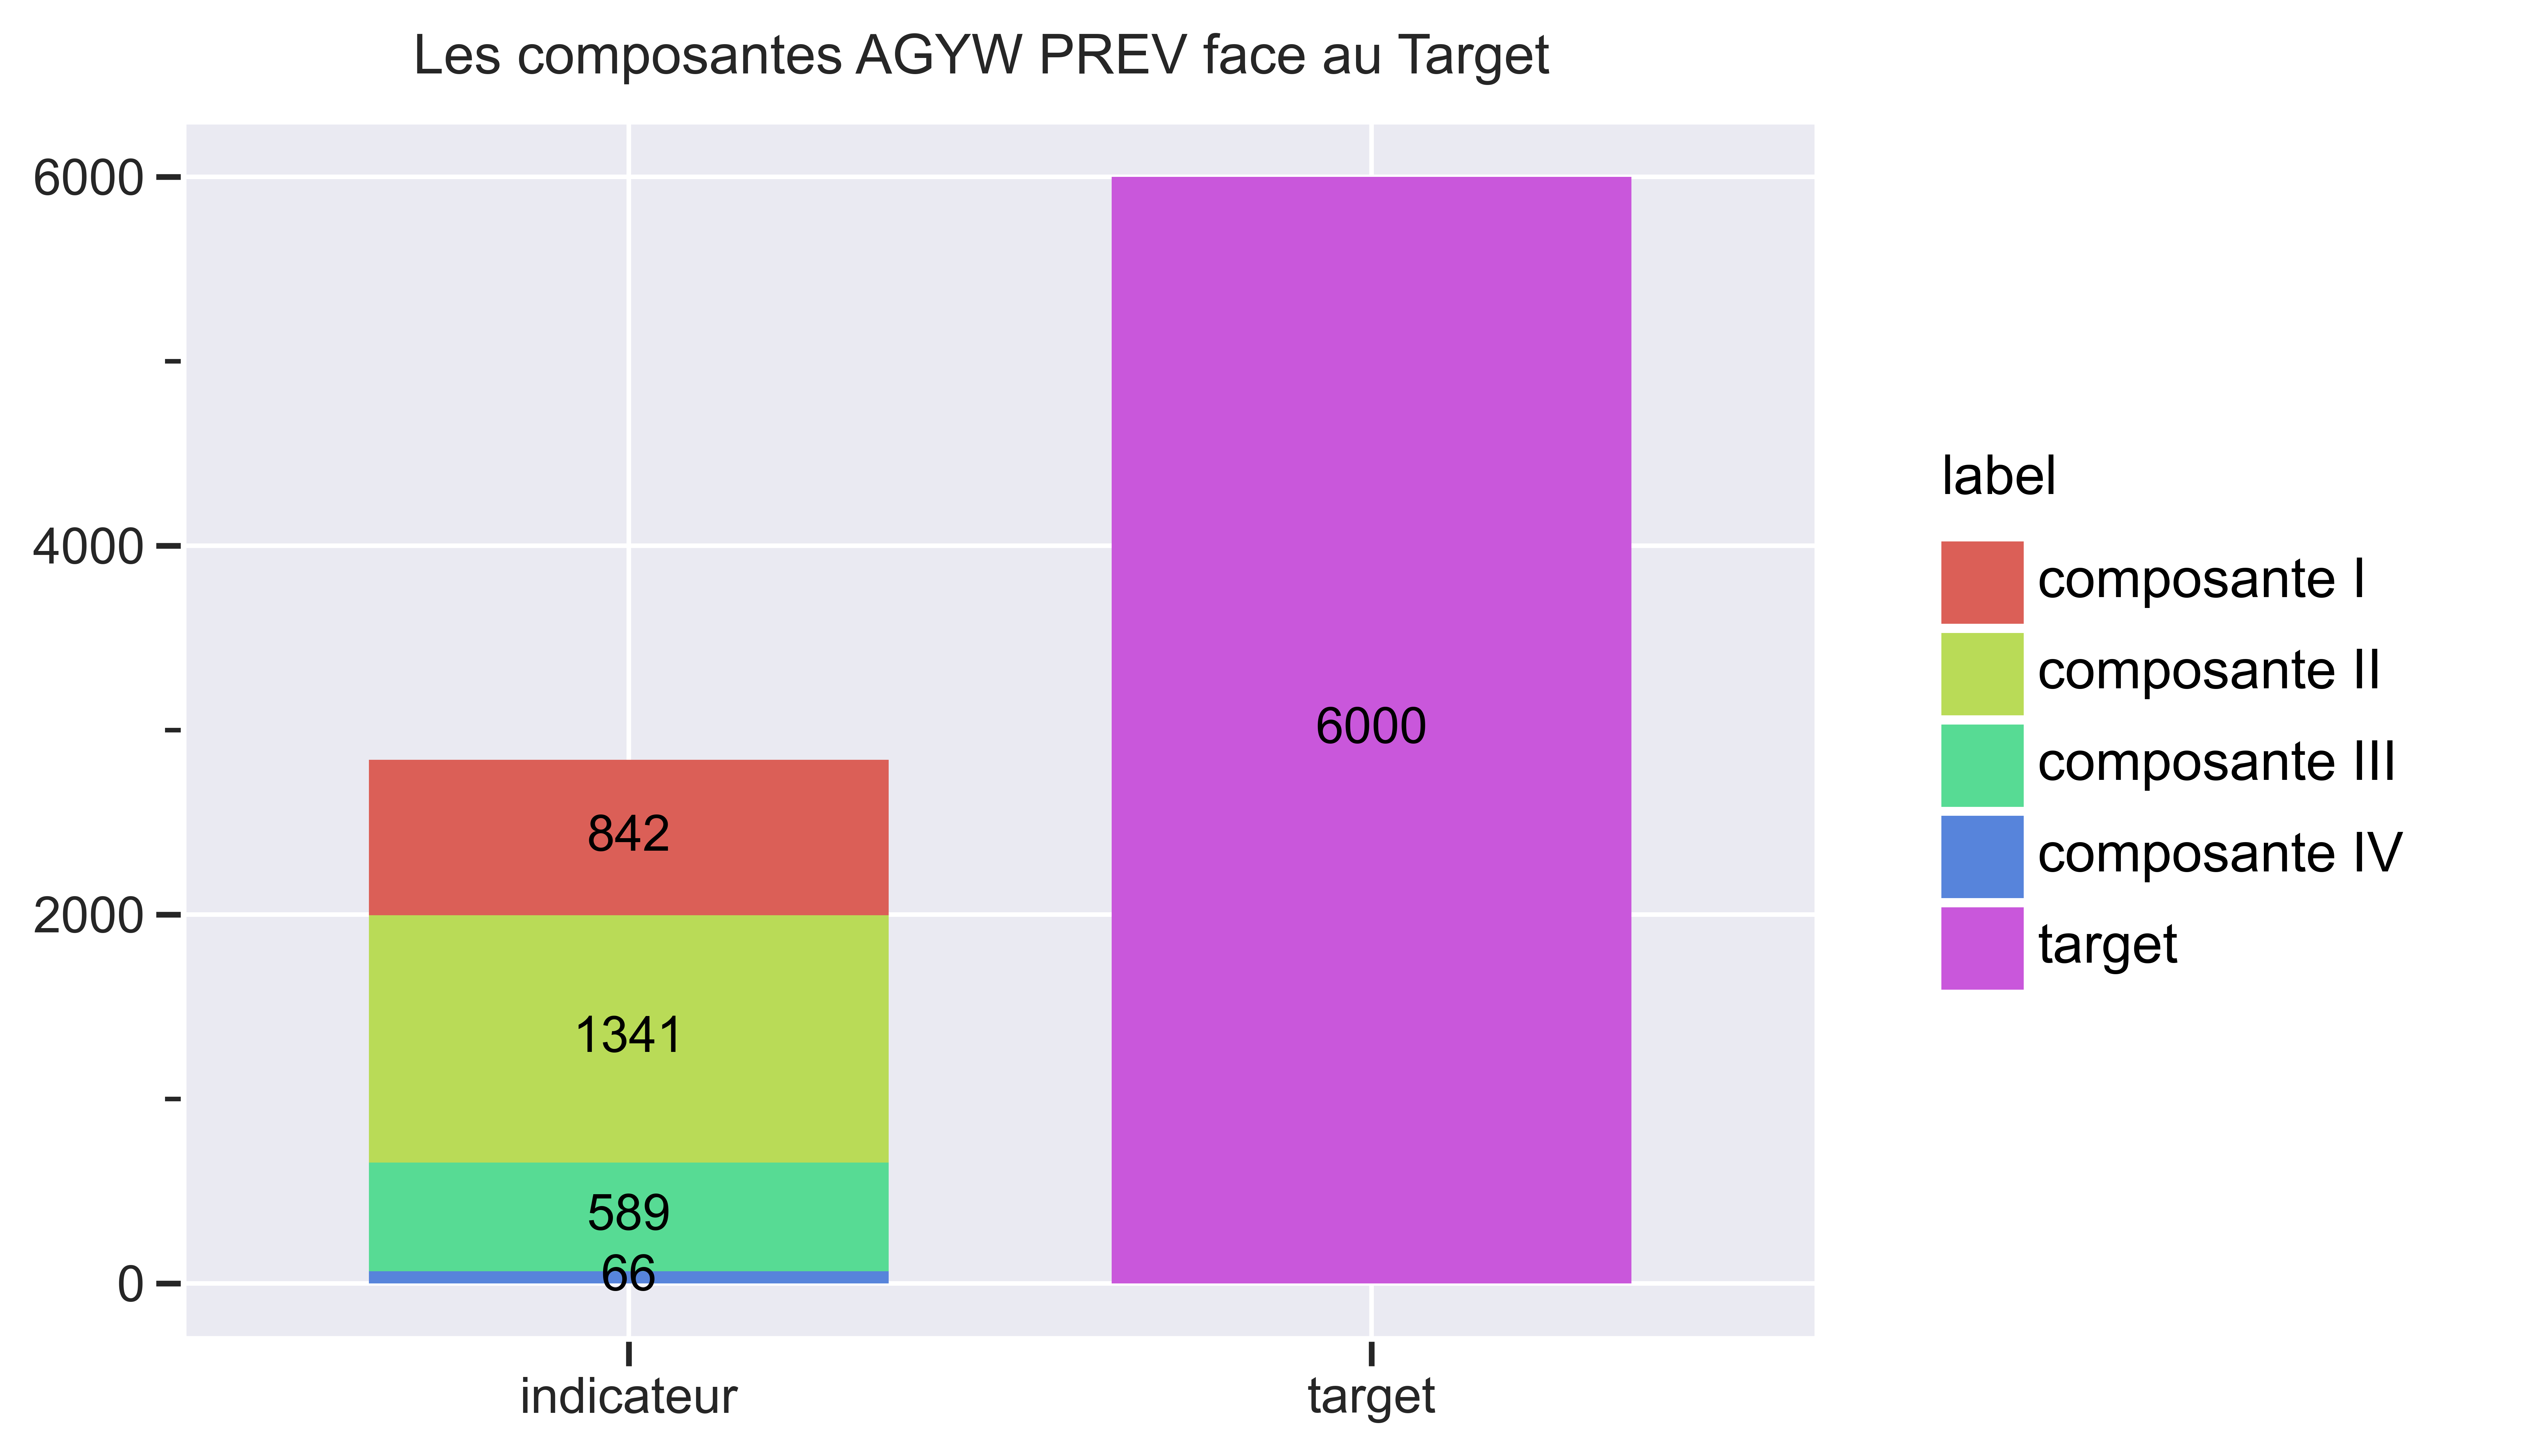 Les composantes AGYW PREV face au Target
6000
4000
2000
0
842
1341
589
66
6000
indicateur
target
label
composante I
composante II
composante III
composante IV
target